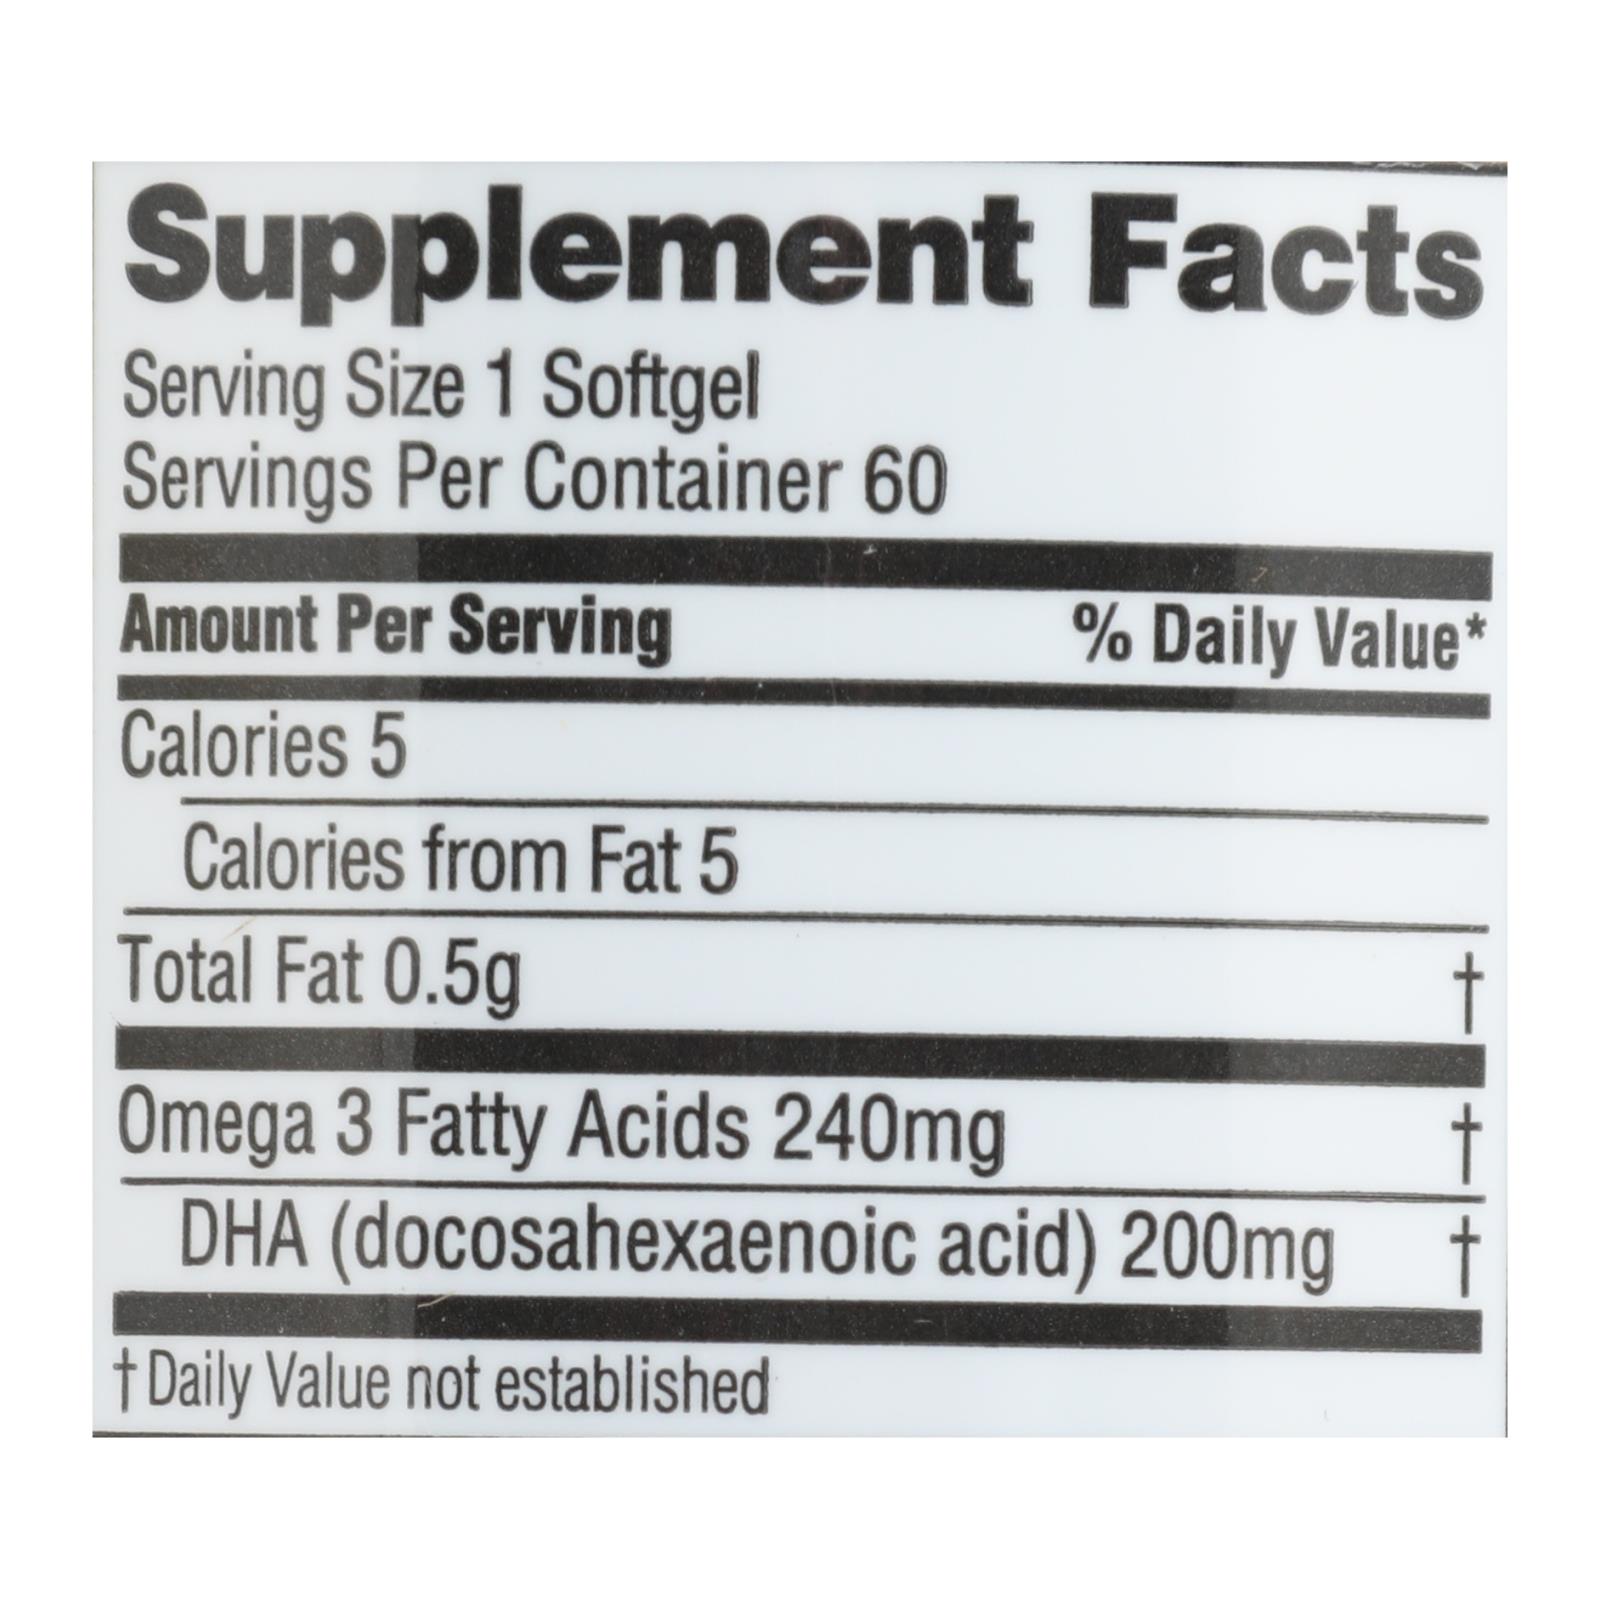 Supplement Facts
Serving Size 1 Softgel
Servings Per Container 60
Amount Per Serving % Daily Value*
Calories 5
Calories from Fat 5
Total Fat 0.5g †
Omega 3 Fatty Acids 240mg †
DHA (docosahexaenoic acid) 200mg †
† Daily Value not established